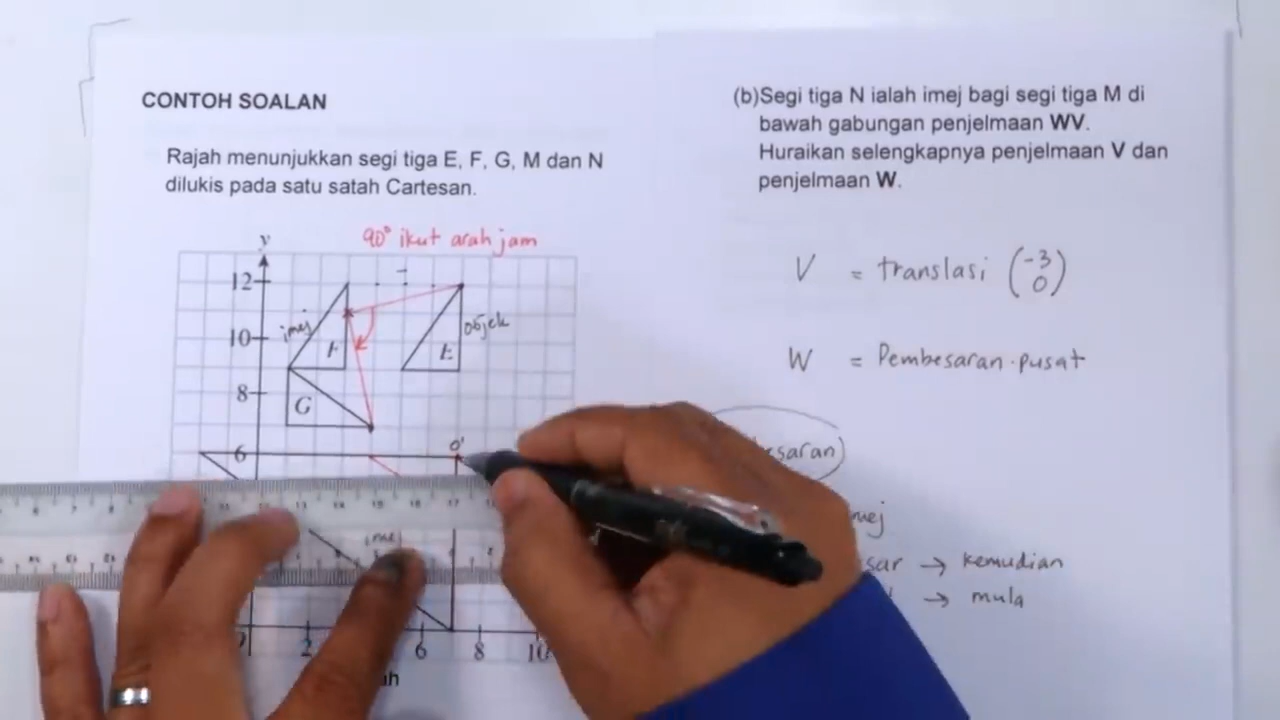 CONTOH SOALAN
Rajah menunjukkan segi tiga E, F, G, M dan N
dilukis pada satu satah Cartesan.
90° ikut arah jam
y
12
imej
objek
10
E
8
G
O'
6
imej
2
6
8
10
(b)Segi tiga N ialah imej bagi segi tiga M di
bawah gabungan penjelmaan WV.
Huraikan selengkapnya penjelmaan V dan
penjelmaan W.
V = translasi (-3
0)
W = Pembesaran. pusat
→ kemudian
→ mula